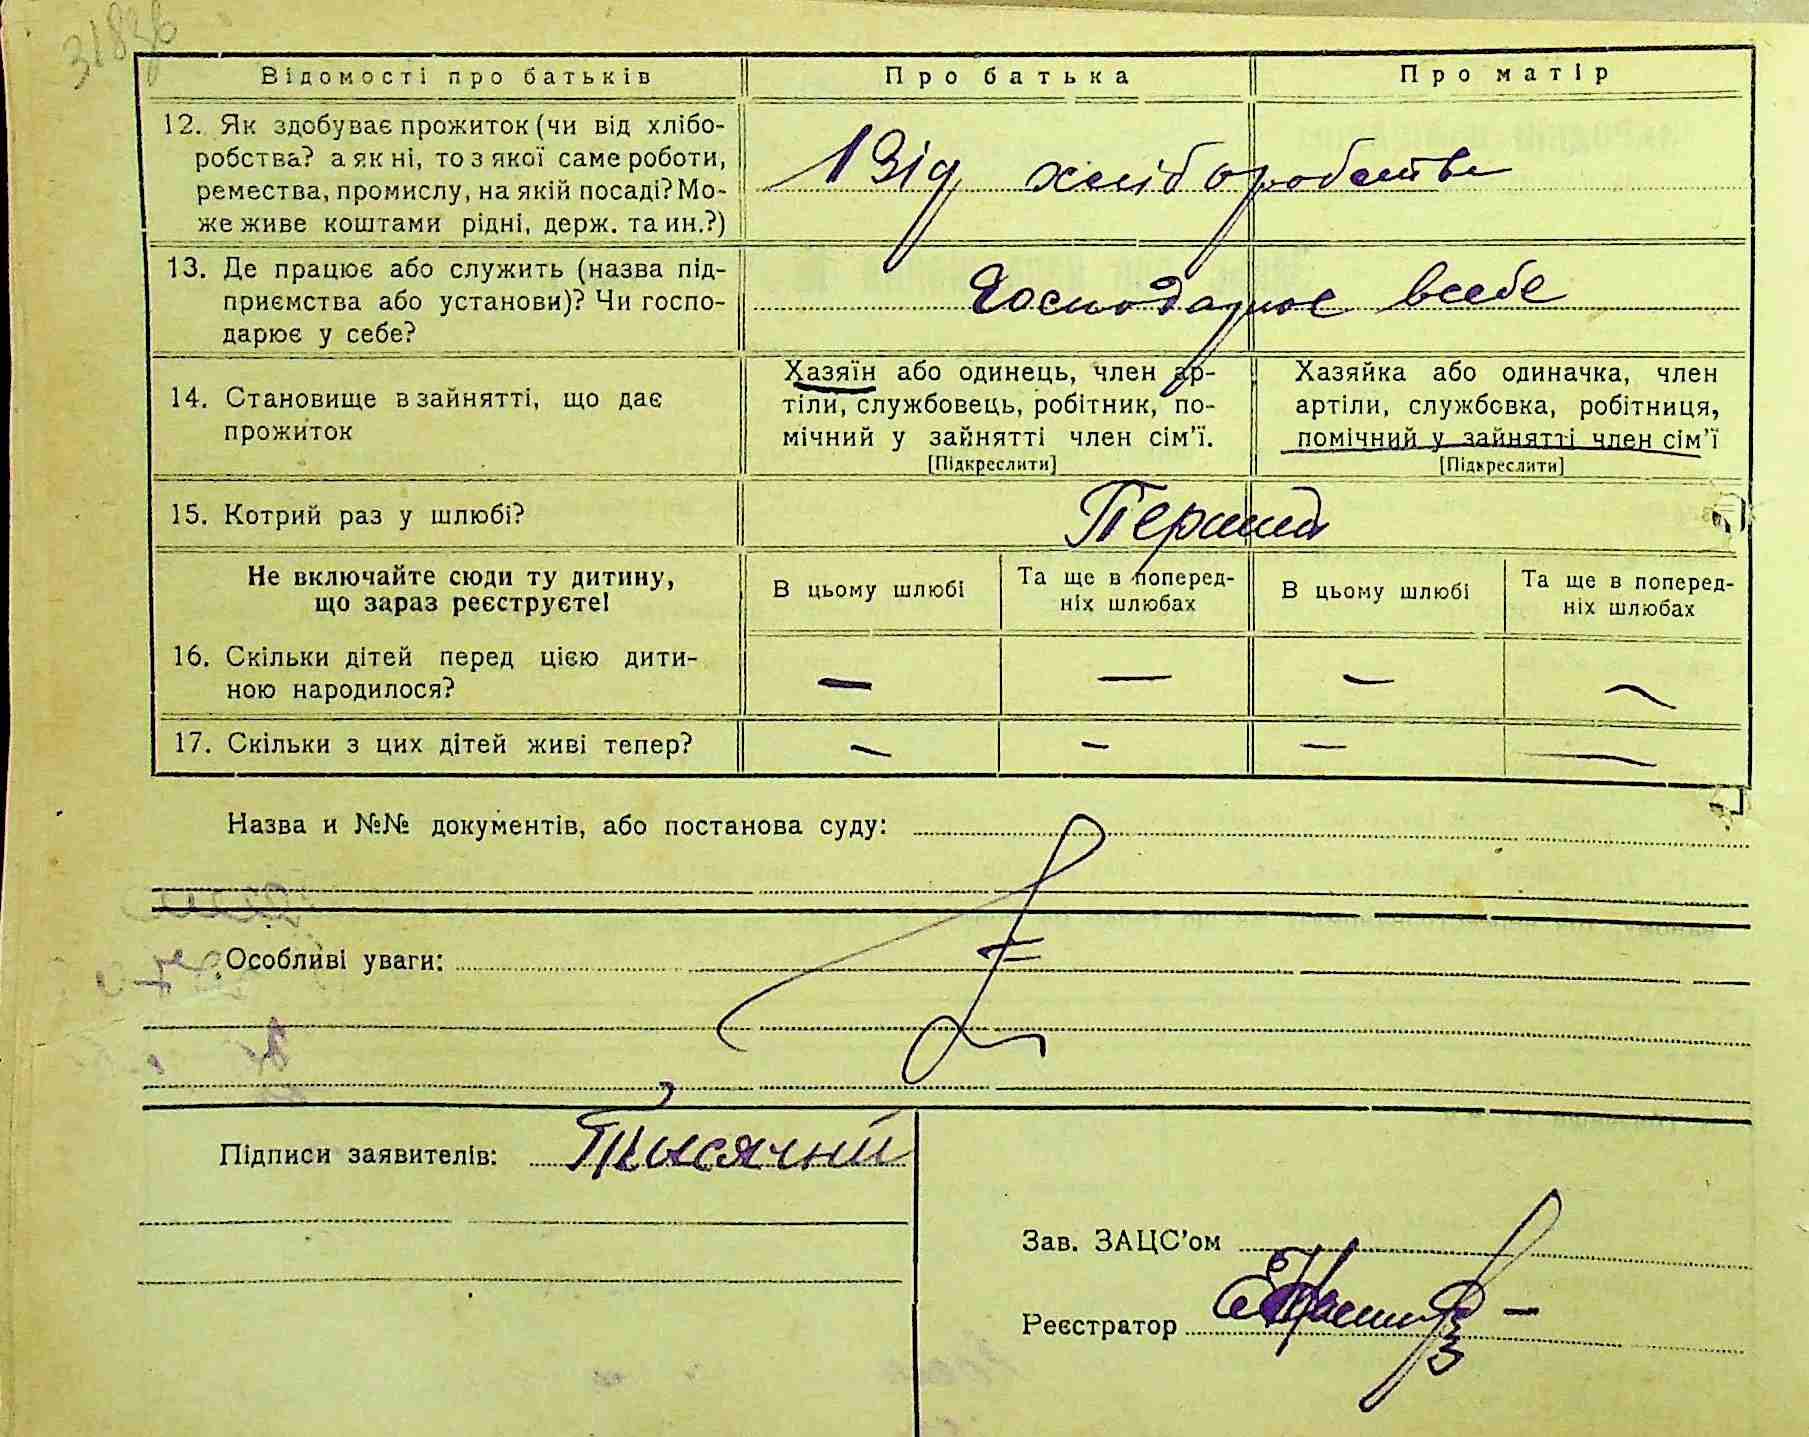 3183б
Відомості про батьків Про батька Про матір
12. Як здобуває прожиток (чи від хлібо-
робства? а як ні, то з якої саме роботи,
ремества, промислу, на якій посаді? Мо-
же живе коштами рідні, держ. та ин.?)
Від хліборобства
13. Де працює або служить (назва під-
приємства або установи)? Чи госпо-
дарює у себе?
Господарює в себе
14. Становище в зайнятті, що дає
прожиток
Хазяїн або одинець, член ар-
тіли, службовець, робітник, по-
мічний у зайнятті член сім'ї.
[Підкреслити]
Хазяйка або одиначка, член
артіли, службовка, робітниця,
помічний у зайнятті член сім'ї
[Підкреслити]
15. Котрий раз у шлюбі?
Перший
Не включайте сюди ту дитину,
що зараз реєструєте!
В цьому шлюбі
Та ще в поперед-
ніх шлюбах
В цьому шлюбі
Та ще в поперед-
ніх шлюбах
16. Скільки дітей перед цією дити-
ною народилося?
— — — —
17. Скільки з цих дітей живі тепер?
— — — —
Назва и №№ документів, або постанова суду:
Особливі уваги:
Підписи заявителів: Тисячний
Зав. ЗАЦС'ом
Реєстратор